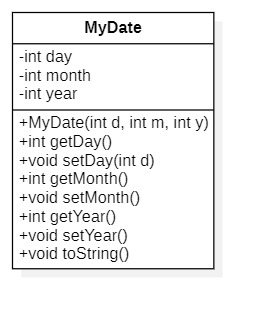 MyDate
-int day
-int month
-int year
+MyDate(int d, int m, int y)
+int getDay()
+void setDay(int d)
+int getMonth()
+void setMonth()
+int getYear()
+void setYear()
+void toString()